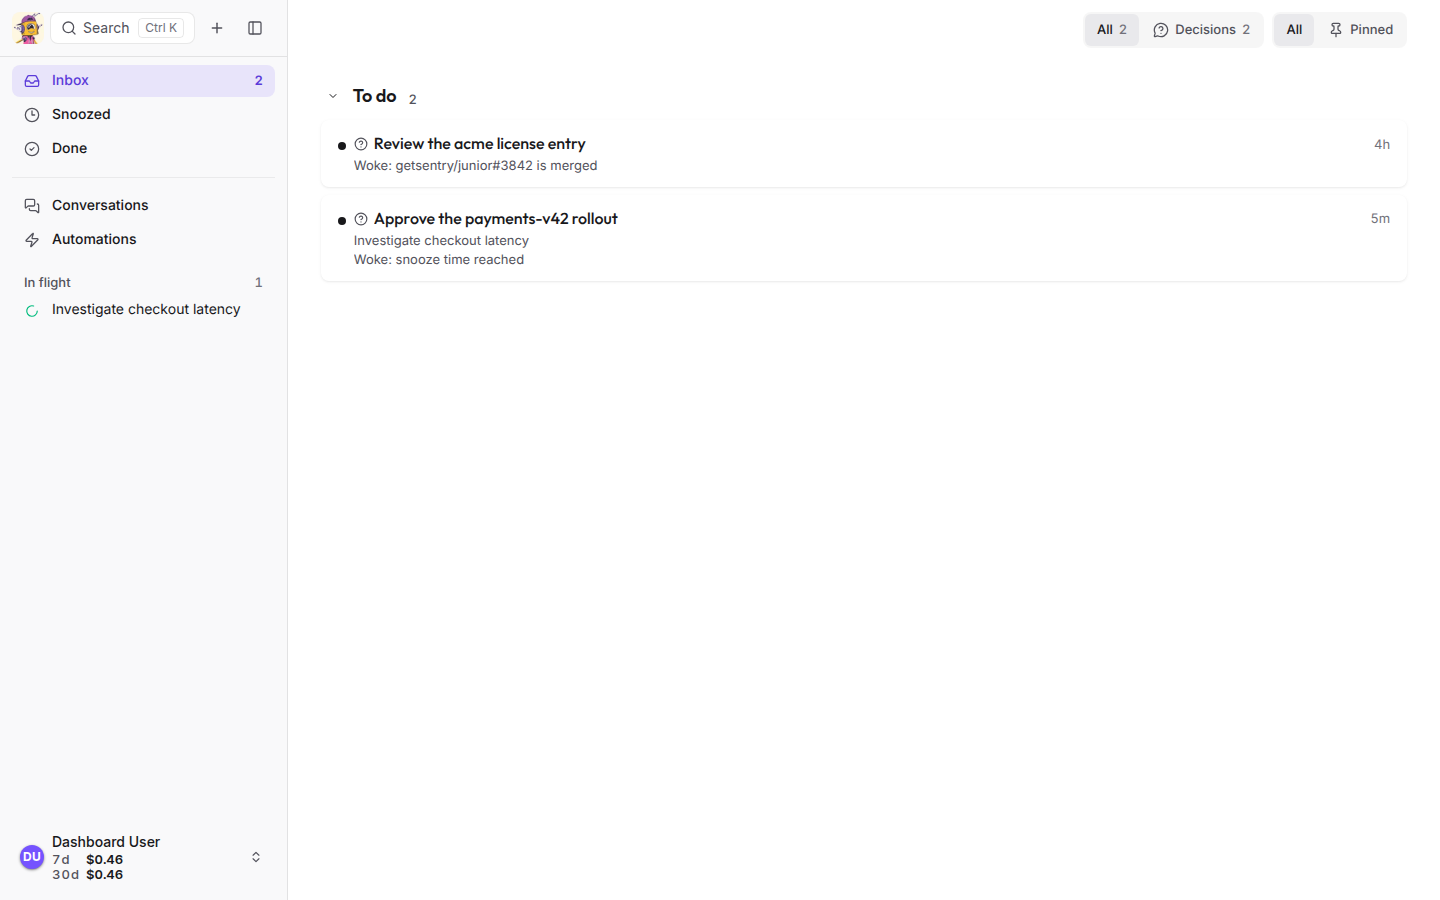 Search Ctrl K
Inbox 2
Snoozed
Done
Conversations
Automations
In flight 1
Investigate checkout latency
Dashboard User
DU
7d $0.46
30d $0.46
All 2 Decisions 2 All Pinned
To do 2
Review the acme license entry 4h
Woke: getsentry/junior#3842 is merged
Approve the payments-v42 rollout 5m
Investigate checkout latency
Woke: snooze time reached